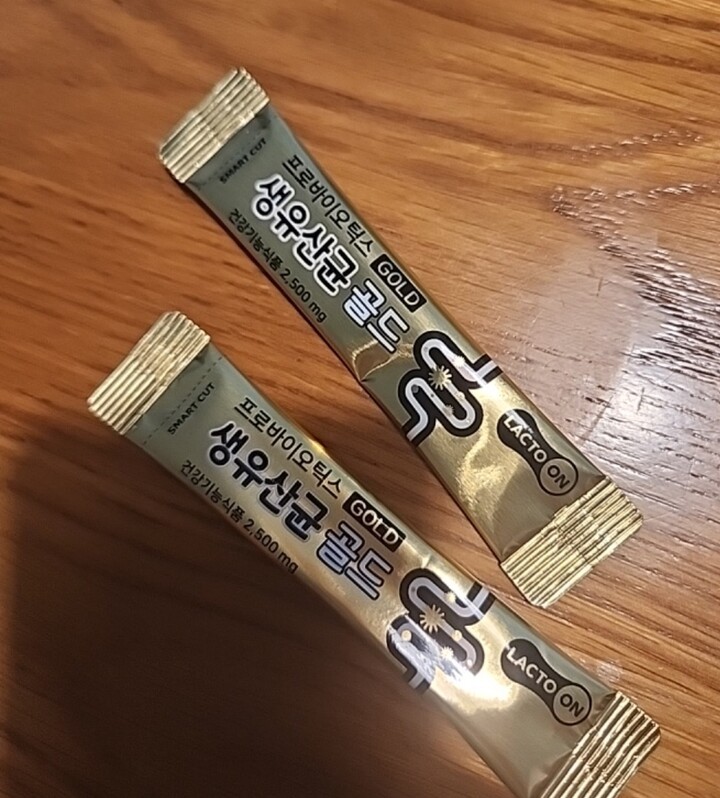 SMART CUT
프로바이오틱스
생유산균 골드
GOLD
건강기능식품 2,500 mg
LACTO ON
SMART CUT
프로바이오틱스
생유산균 골드
GOLD
건강기능식품 2,500 mg
LACTO ON